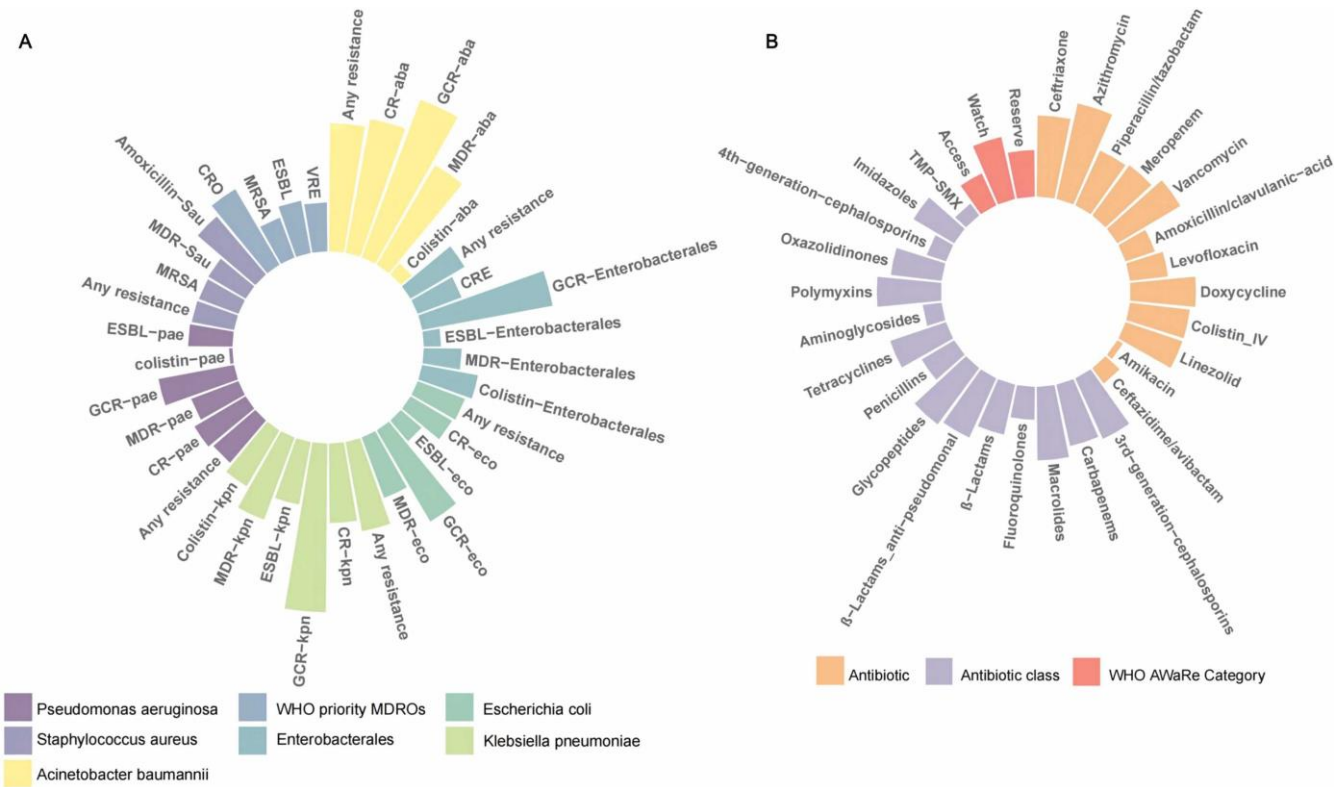 A
Any resistance
CR-aba
GCR-aba
MDR-aba
Colistin-aba
Any resistance
CRE
GCR-Enterobacterales
ESBL-Enterobacterales
MDR-Enterobacterales
Colistin-Enterobacterales
Any resistance
CR-eco
ESBL-eco
GCR-eco
MDR-eco
Any resistance
CR-kpn
GCR-kpn
ESBL-kpn
MDR-kpn
Colistin-kpn
Any resistance
CR-pae
MDR-pae
GCR-pae
colistin-pae
ESBL-pae
Any resistance
MRSA
MDR-Sau
Amoxicillin-Sau
CRO
MRSA
ESBL
VRE
Pseudomonas aeruginosa
WHO priority MDROs
Escherichia coli
Staphylococcus aureus
Enterobacterales
Klebsiella pneumoniae
Acinetobacter baumannii
B
Ceftriaxone
Azithromycin
Piperacillin/tazobactam
Meropenem
Vancomycin
Amoxicillin/clavulanic-acid
Levofloxacin
Doxycycline
Colistin_IV
Linezolid
Amikacin
Ceftazidime/avibactam
3rd-generation-cephalosporins
Carbapenems
Macrolides
Fluoroquinolones
ß-Lactams
ß-Lactams_anti-pseudomonal
Glycopeptides
Penicillins
Tetracyclines
Aminoglycosides
Polymyxins
Oxazolidinones
4th-generation-cephalosporins
Imidazoles
TMP-SMX
Access
Watch
Reserve
Antibiotic
Antibiotic class
WHO AWaRe Category